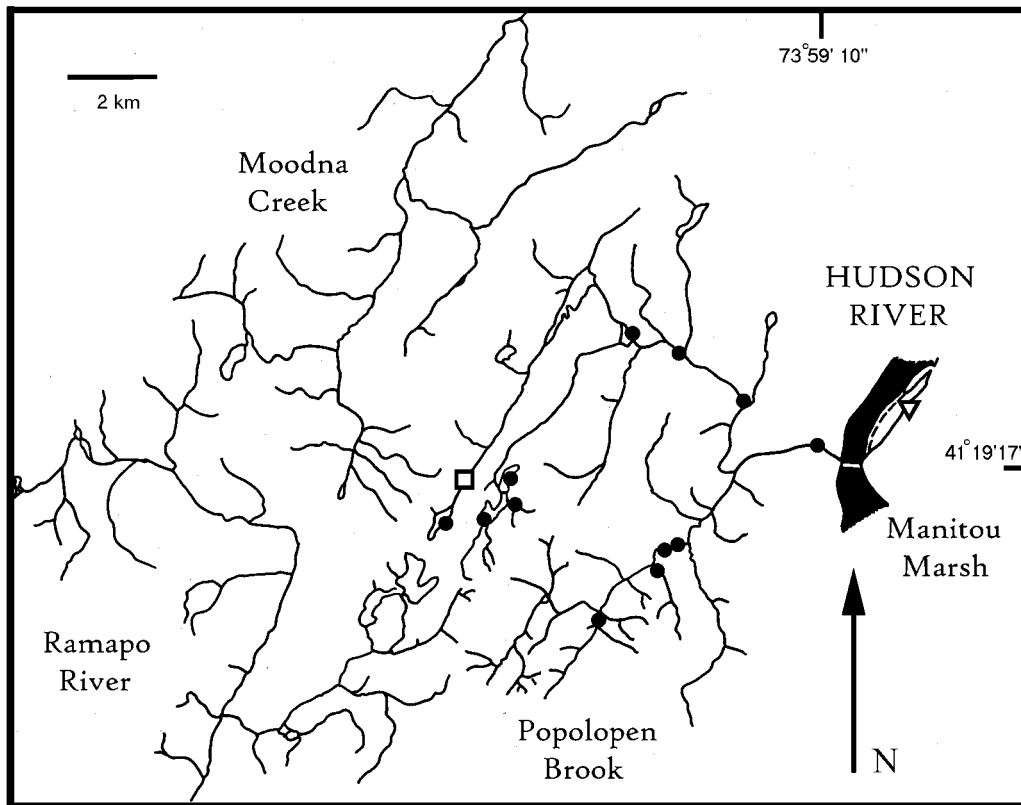 73°59' 10"
2 km
Moodna
Creek
HUDSON
RIVER
41°19'17"
Manitou
Marsh
Ramapo
River
Popolopen
Brook
N